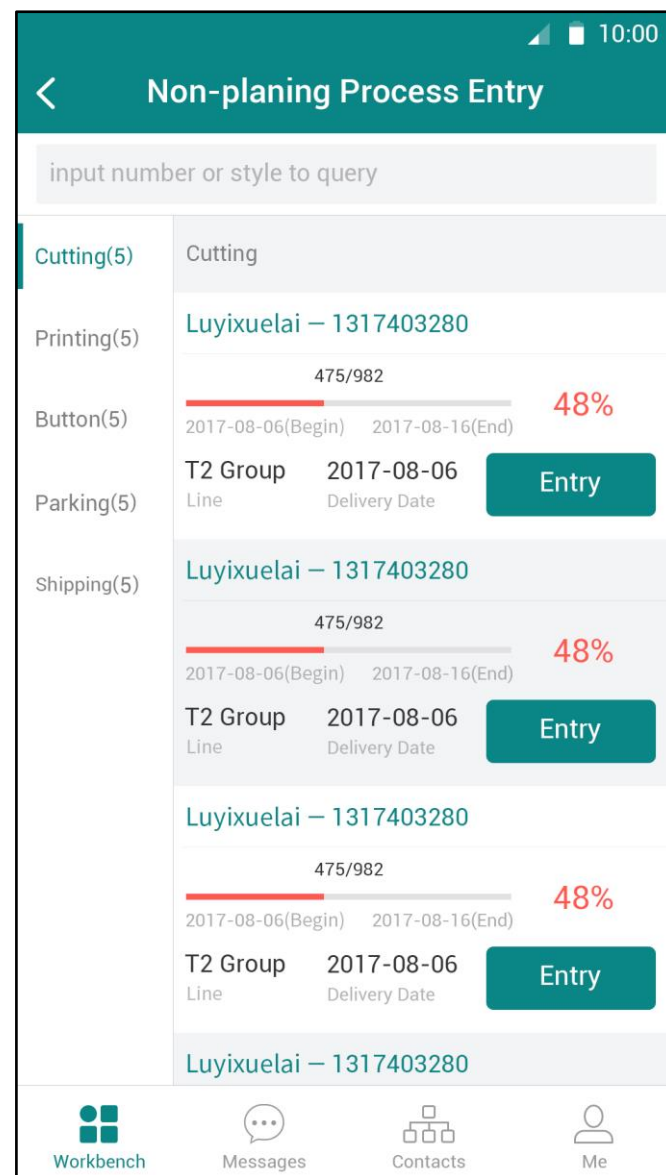 10:00
Non-planing Process Entry
input number or style to query
Cutting(5)
Printing(5)
Button(5)
Parking(5)
Shipping(5)
Cutting
Luyixuelai – 1317403280
475/982
48%
2017-08-06(Begin) 2017-08-16(End)
T2 Group 2017-08-06
Line Delivery Date
Entry
Luyixuelai – 1317403280
475/982
48%
2017-08-06(Begin) 2017-08-16(End)
T2 Group 2017-08-06
Line Delivery Date
Entry
Luyixuelai – 1317403280
475/982
48%
2017-08-06(Begin) 2017-08-16(End)
T2 Group 2017-08-06
Line Delivery Date
Entry
Luyixuelai – 1317403280
Workbench Messages Contacts Me